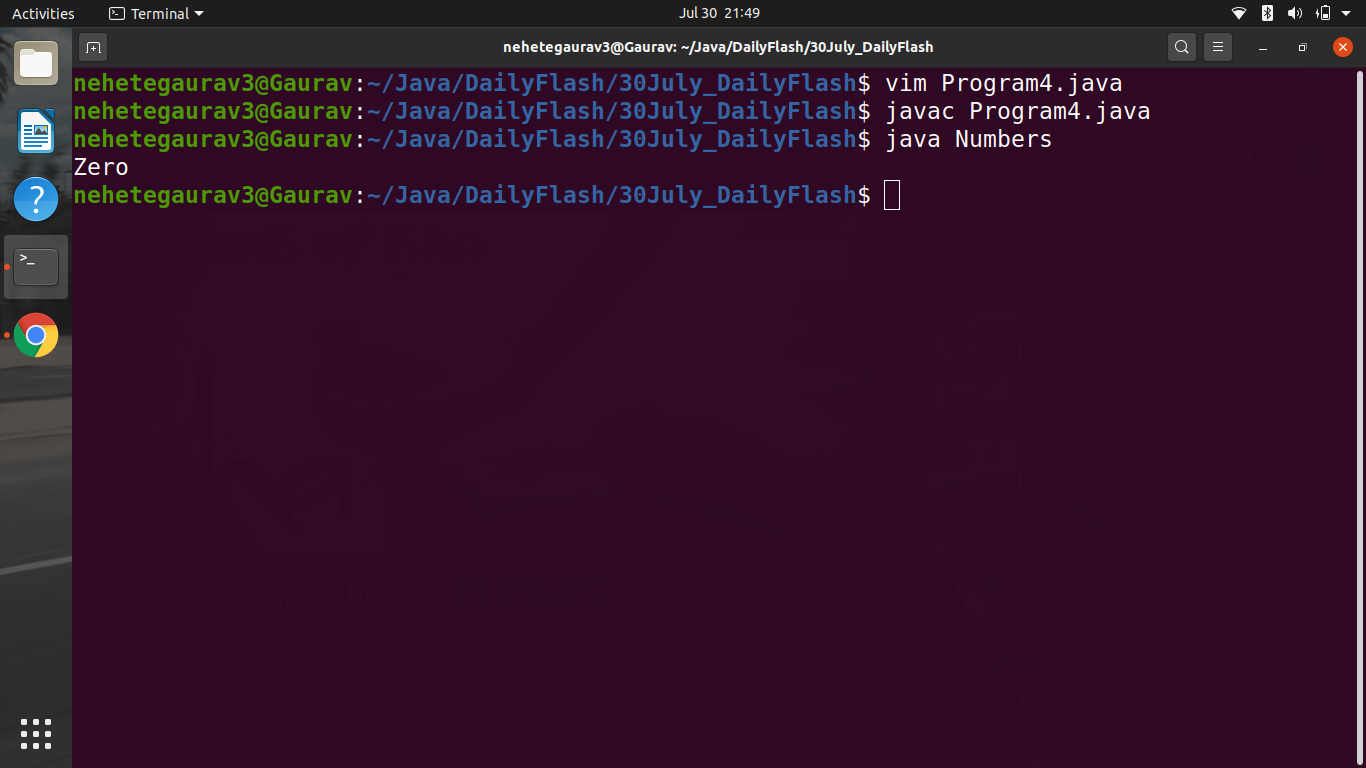 Activities
Terminal
Jul 30 21:49
nehetegaurav3@Gaurav: ~/Java/DailyFlash/30July_DailyFlash
nehetegaurav3@Gaurav:~/Java/DailyFlash/30July_DailyFlash$ vim Program4.java
nehetegaurav3@Gaurav:~/Java/DailyFlash/30July_DailyFlash$ javac Program4.java
nehetegaurav3@Gaurav:~/Java/DailyFlash/30July_DailyFlash$ java Numbers
Zero
nehetegaurav3@Gaurav:~/Java/DailyFlash/30July_DailyFlash$